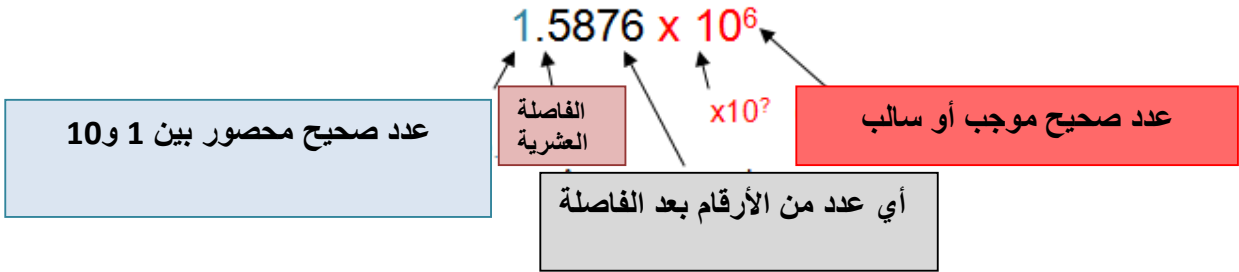 1.5876 x 10⁶
الفاصلة
العشرية
x10?
عدد صحيح موجب أو سالب
عدد صحيح محصور بين 1 و10
أي عدد من الأرقام بعد الفاصلة